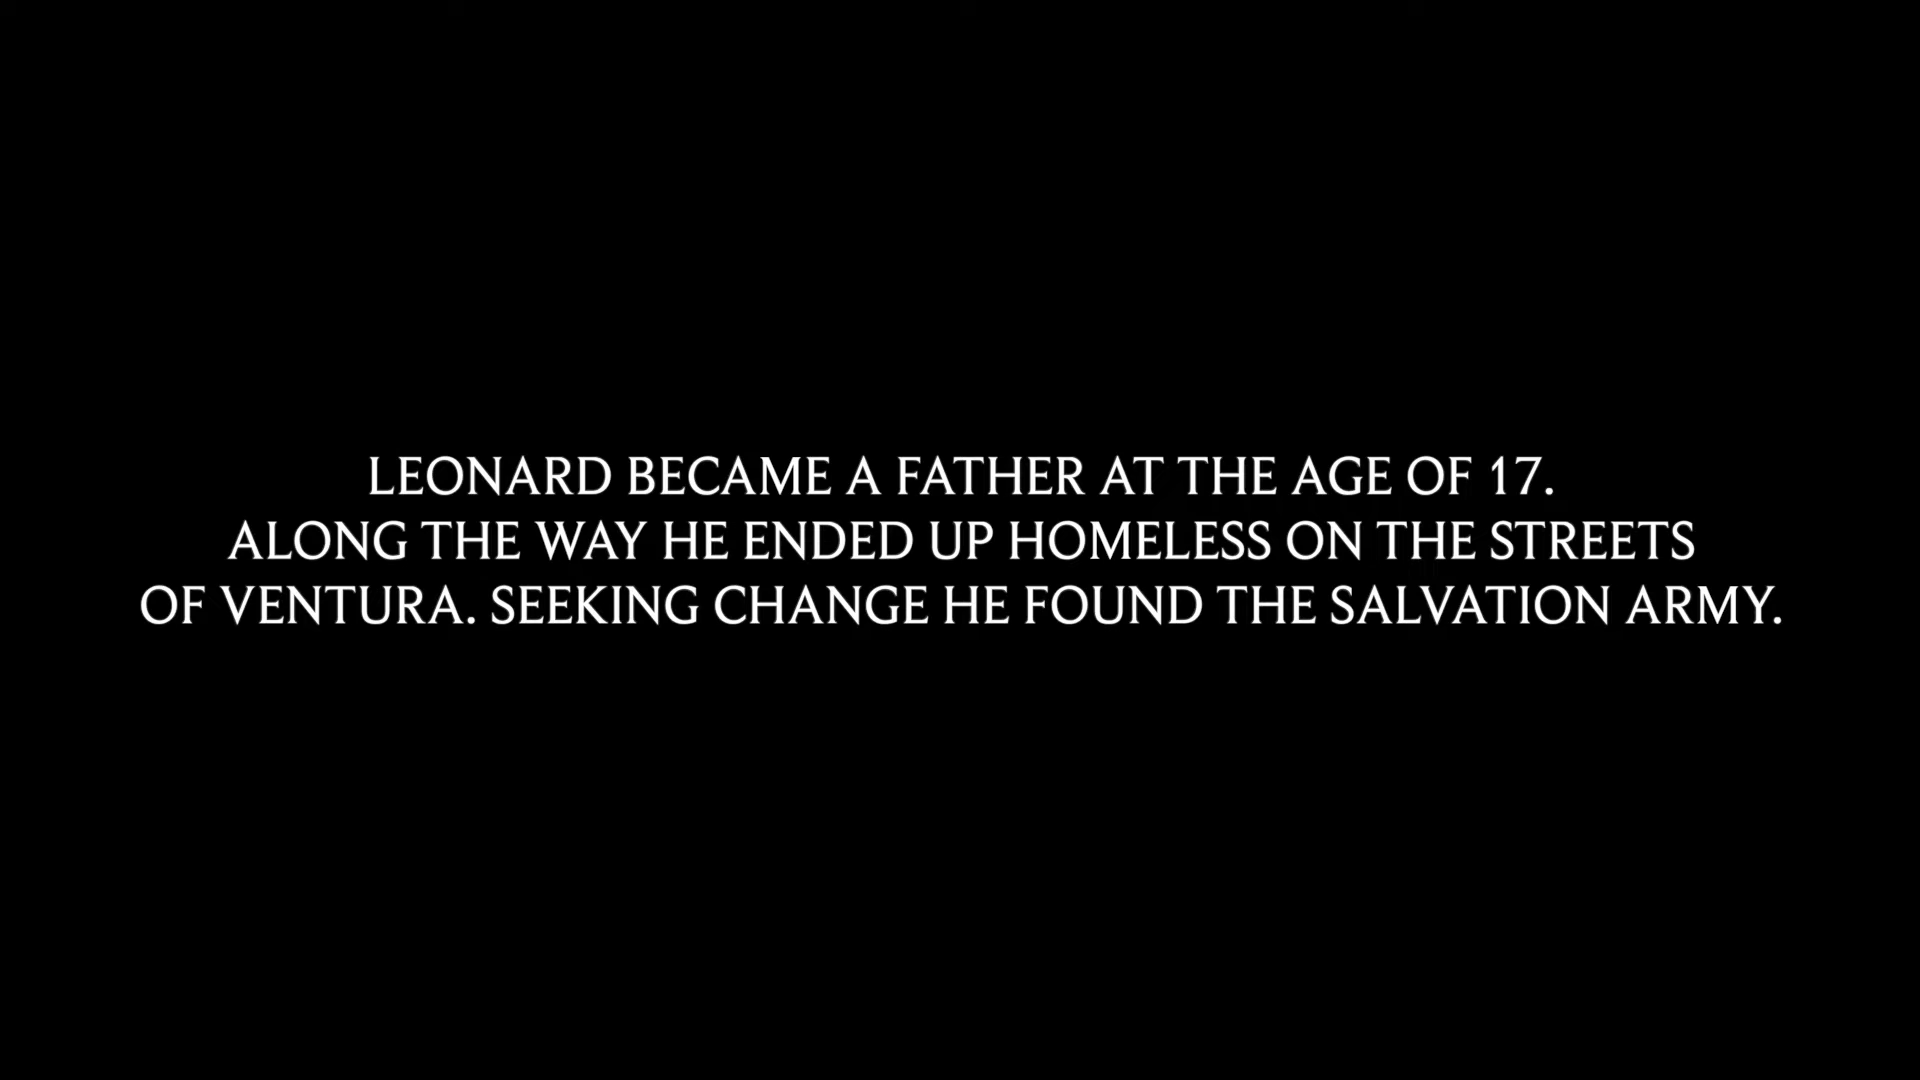 LEONARD BECAME A FATHER AT THE AGE OF 17.
ALONG THE WAY HE ENDED UP HOMELESS ON THE STREETS
OF VENTURA. SEEKING CHANGE HE FOUND THE SALVATION ARMY.